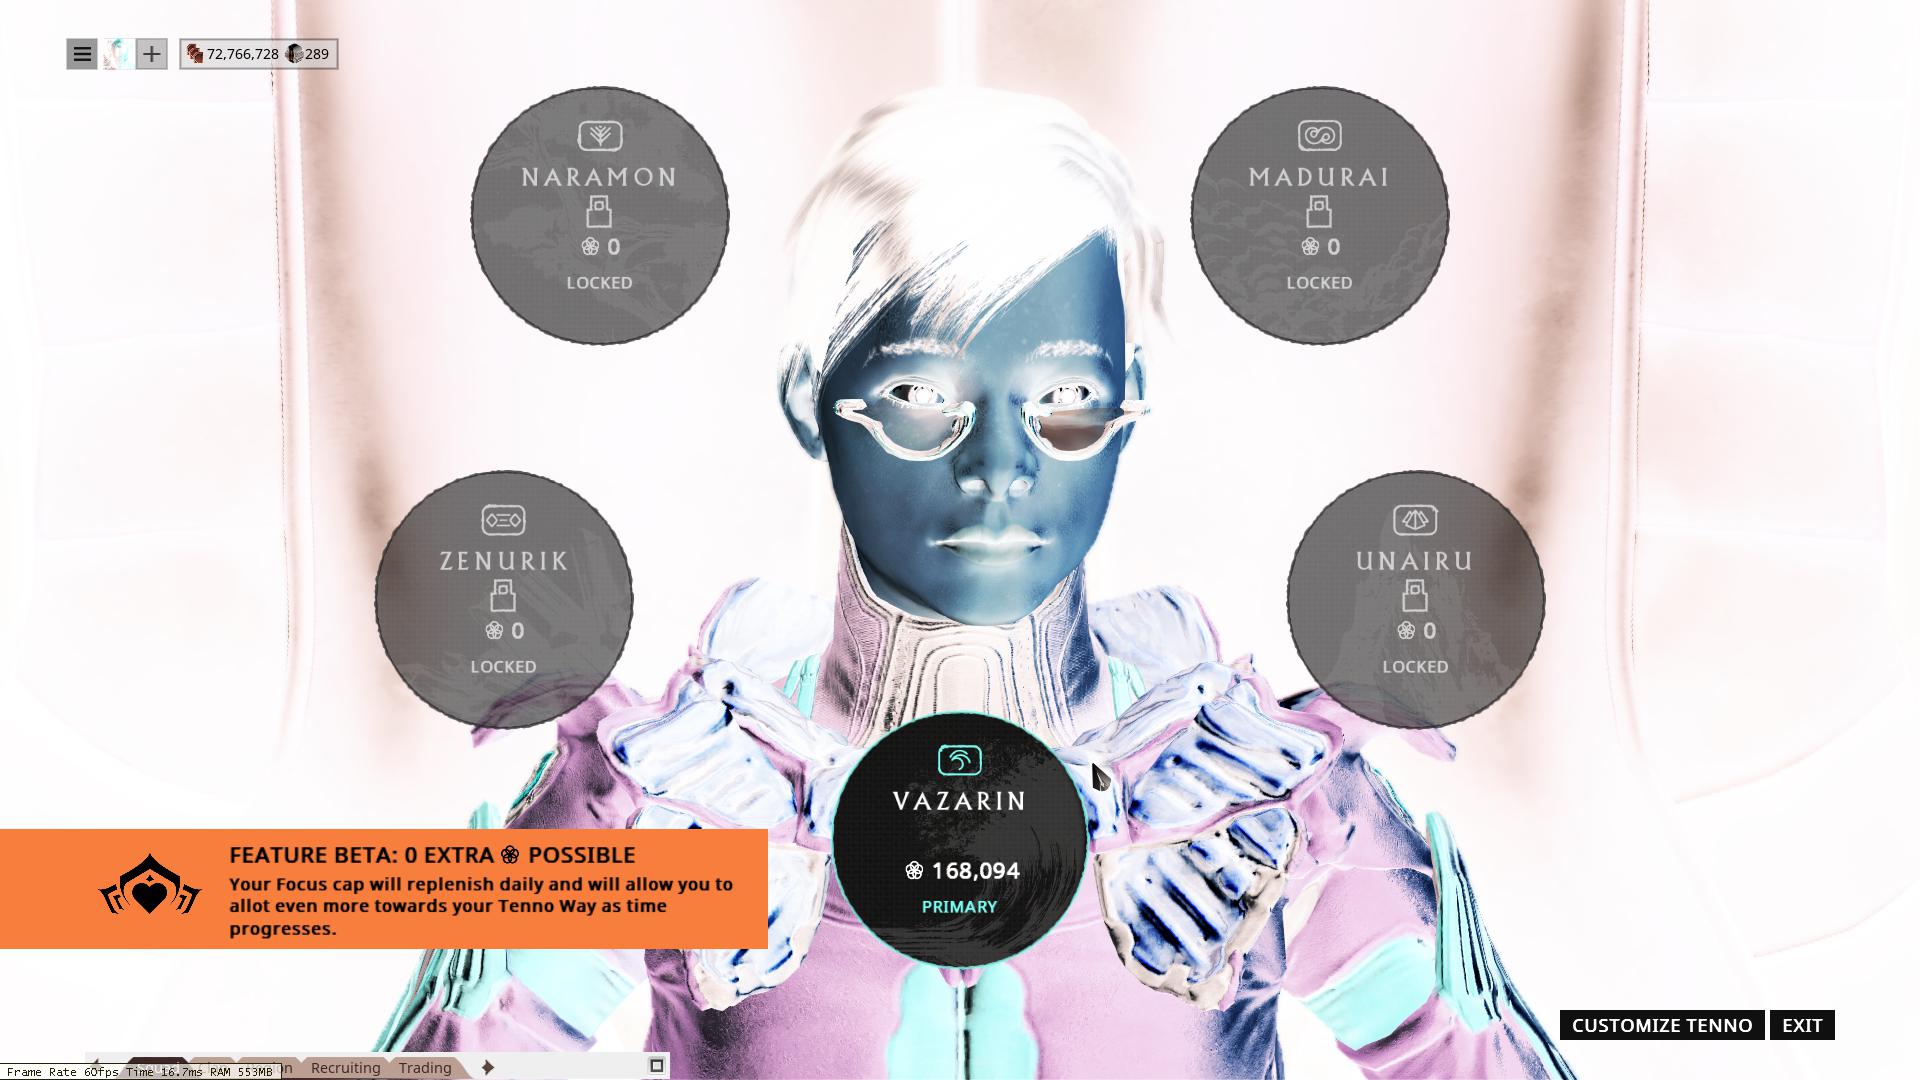 72,766,728 289
NARAMON
0
LOCKED
MADURAI
0
LOCKED
ZENURIK
0
LOCKED
UNAIRU
0
LOCKED
VAZARIN
168,094
PRIMARY
FEATURE BETA: 0 EXTRA POSSIBLE
Your Focus cap will replenish daily and will allow you to
allot even more towards your Tenno Way as time
progresses.
CUSTOMIZE TENNO EXIT
Recruiting Trading
Frame Rate 60fps Time 16.7ms RAM 553MB